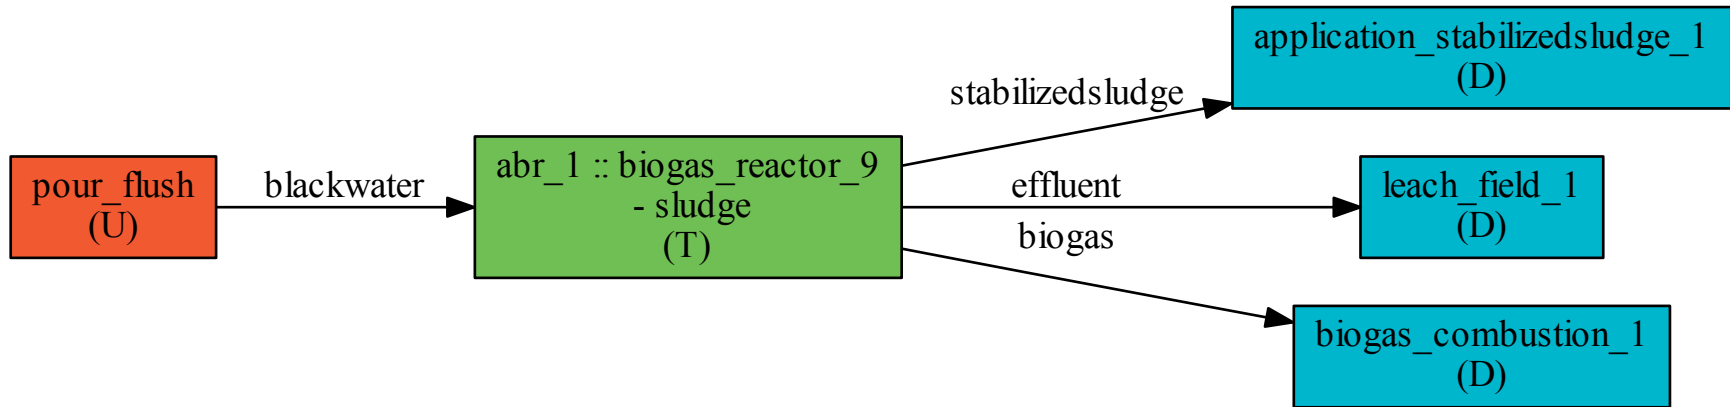 pour_flush
(U)
blackwater
abr_1 :: biogas_reactor_9
- sludge
(T)
stabilizedsludge
effluent
biogas
application_stabilizedsludge_1
(D)
leach_field_1
(D)
biogas_combustion_1
(D)